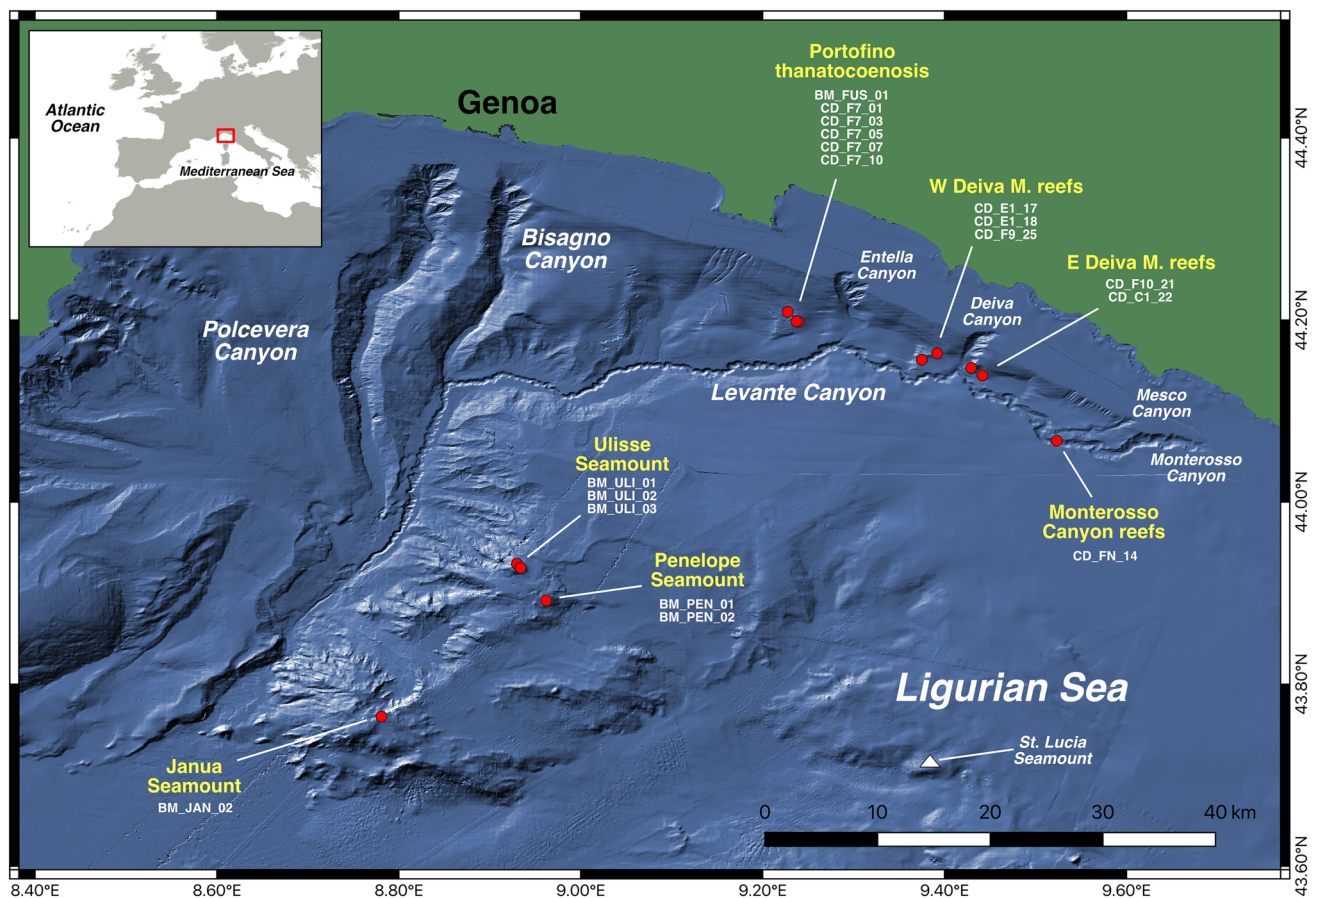 Atlantic
Ocean
Mediterranean Sea
Genoa
Portofino
thanatocoenosis
BM_FUS_01
CD_F7_01
CD_F7_03
CD_F7_05
CD_F7_07
CD_F7_10
W Deiva M. reefs
CD_E1_17
CD_E1_18
CD_F9_25
E Deiva M. reefs
CD_F10_21
CD_C1_22
Bisagno
Canyon
Entella
Canyon
Deiva
Canyon
Polcevera
Canyon
Levante Canyon
Mesco
Canyon
Monterosso
Canyon
Ulisse
Seamount
BM_ULI_01
BM_ULI_02
BM_ULI_03
Monterosso
Canyon reefs
CD_FN_14
Penelope
Seamount
BM_PEN_01
BM_PEN_02
Ligurian Sea
St. Lucia
Seamount
Janua
Seamount
BM_JAN_02
0 10 20 30 40 km
44.40°N
44.20°N
44.00°N
43.80°N
43.60°N
8.40°E 8.60°E 8.80°E 9.00°E 9.20°E 9.40°E 9.60°E